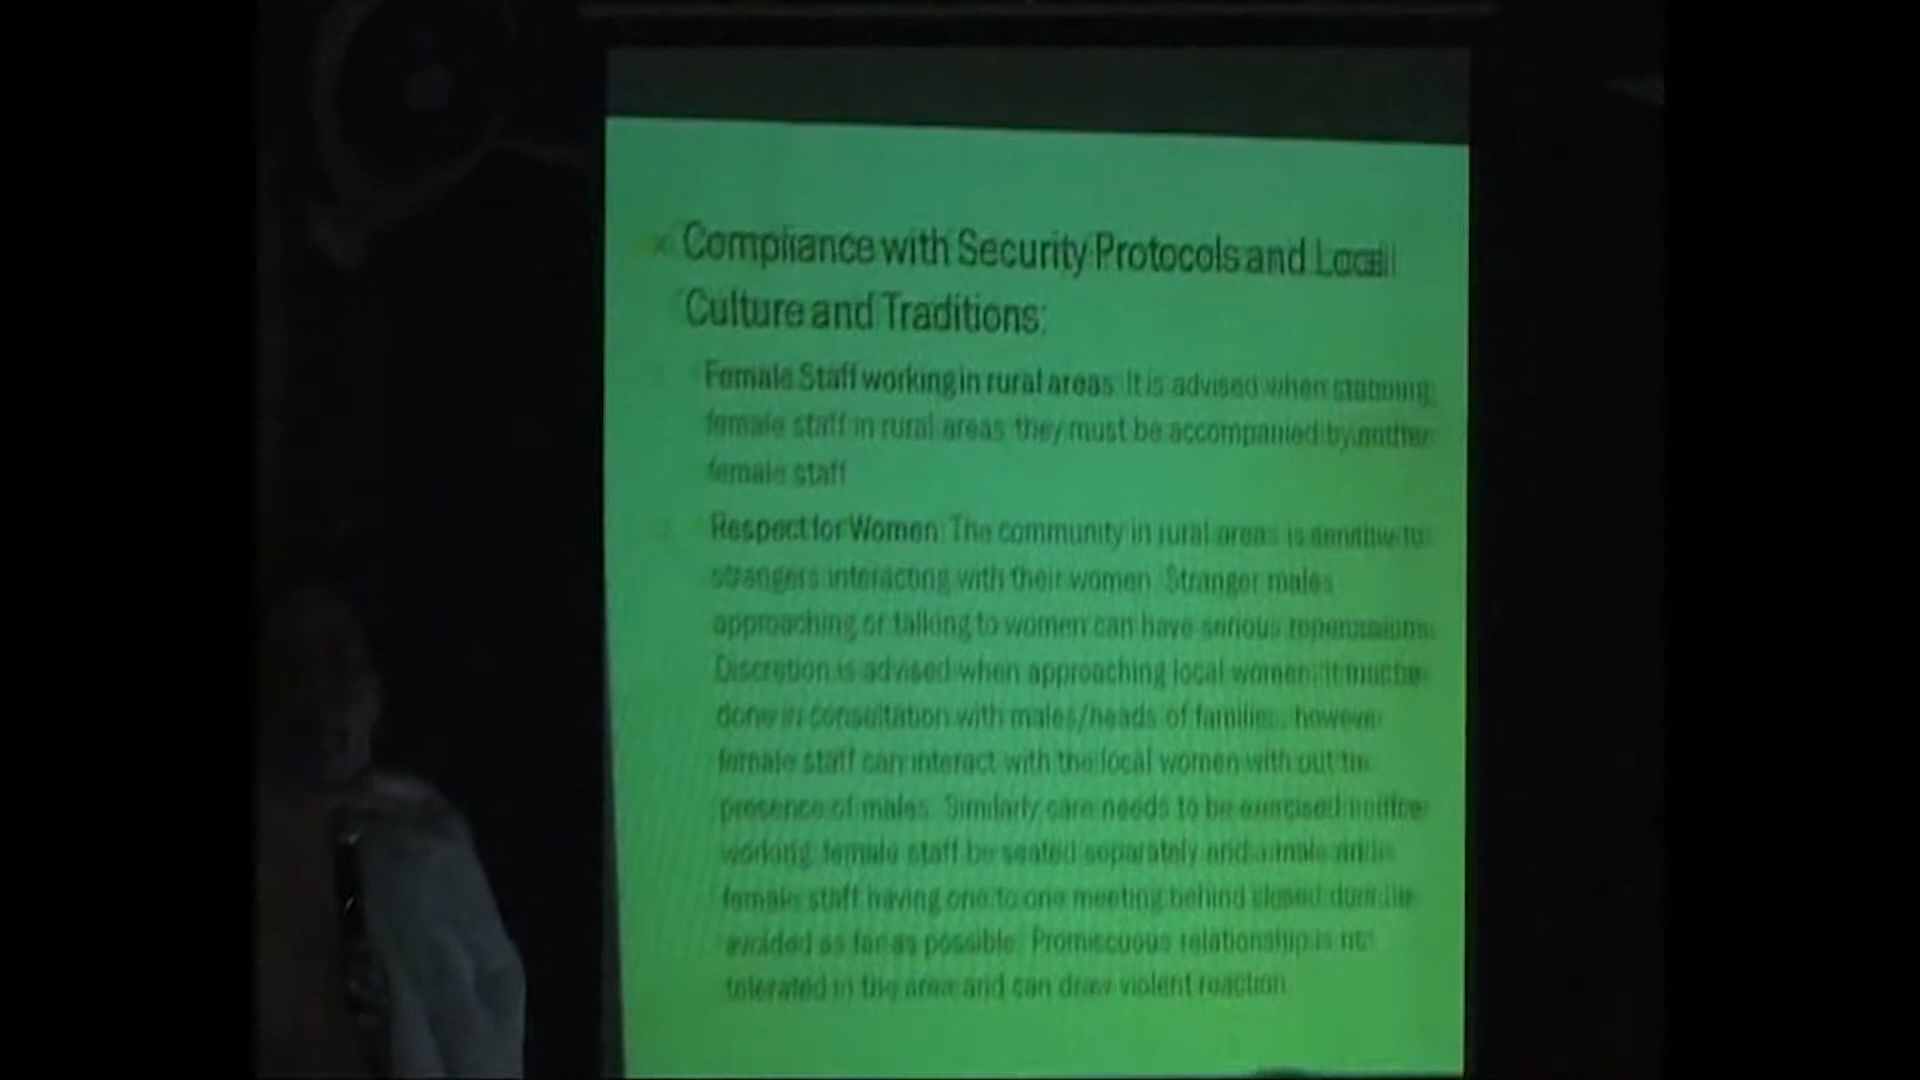 Compliance with Security Protocols and Local
Culture and Traditions:
Female Staff working in rural areas: It is advised when stationing
female staff in rural areas they must be accompanied by another
female staff
Respect for Women: The community in rural areas is sensitive to
strangers interacting with their women. Stranger males
approaching or talking to women can have serious repercussions.
Discretion is advised when approaching local women; it must be
done in consultation with males/heads of families, however
female staff can interact with the local women with out the
presence of males. Similarly care needs to be exercised
working female staff be seated separately and a male and a
female staff having one to one meeting behind closed doors be
avoided as far as possible. Promiscuous relationship is not
tolerated in the area and can draw violent reaction